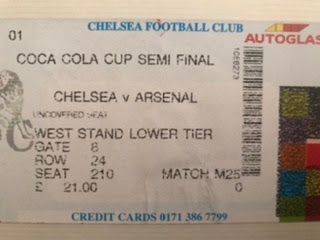 CHELSEA FOOTBALL CLUB
01
AUTOGLAS
COCA COLA CUP SEMI FINAL
CHELSEA v ARSENAL
UNCOVERED SEAT
WEST STAND LOWER TIER
GATE 8
ROW 24
SEAT 210 MATCH M25
£ 21.00 0
CREDIT CARDS 0171 386 7799